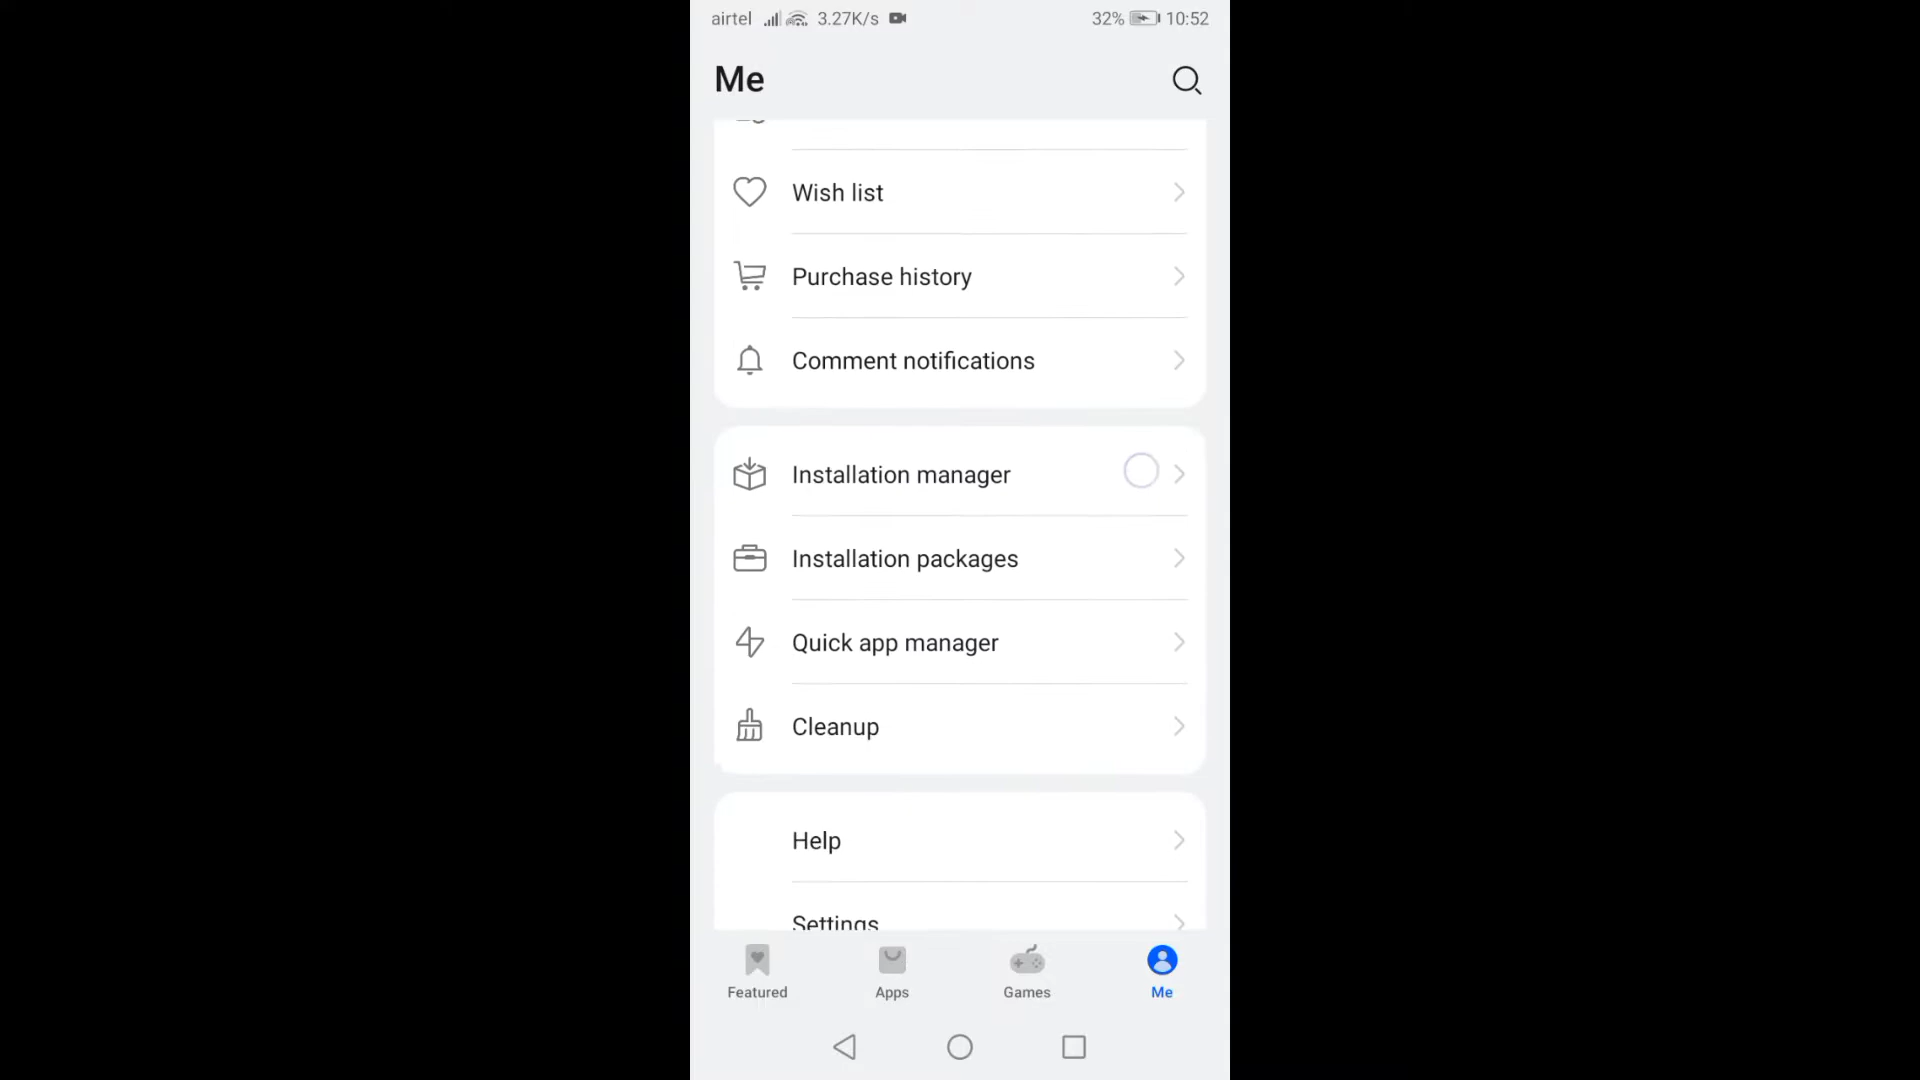 airtel 3.27K/s 32% 10:52
Me
Wish list
Purchase history
Comment notifications
Installation manager
Installation packages
Quick app manager
Cleanup
Help
Settings
Featured Apps Games Me